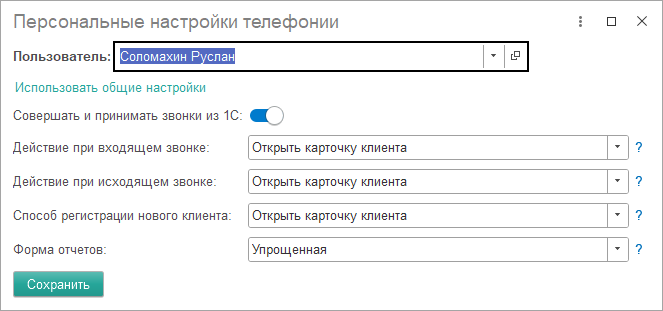 Персональные настройки телефонии
Пользователь: Соломахин Руслан
Использовать общие настройки
Совершать и принимать звонки из 1С:
Действие при входящем звонке: Открыть карточку клиента ?
Действие при исходящем звонке: Открыть карточку клиента ?
Способ регистрации нового клиента: Открыть карточку клиента ?
Форма отчетов: Упрощенная ?
Сохранить